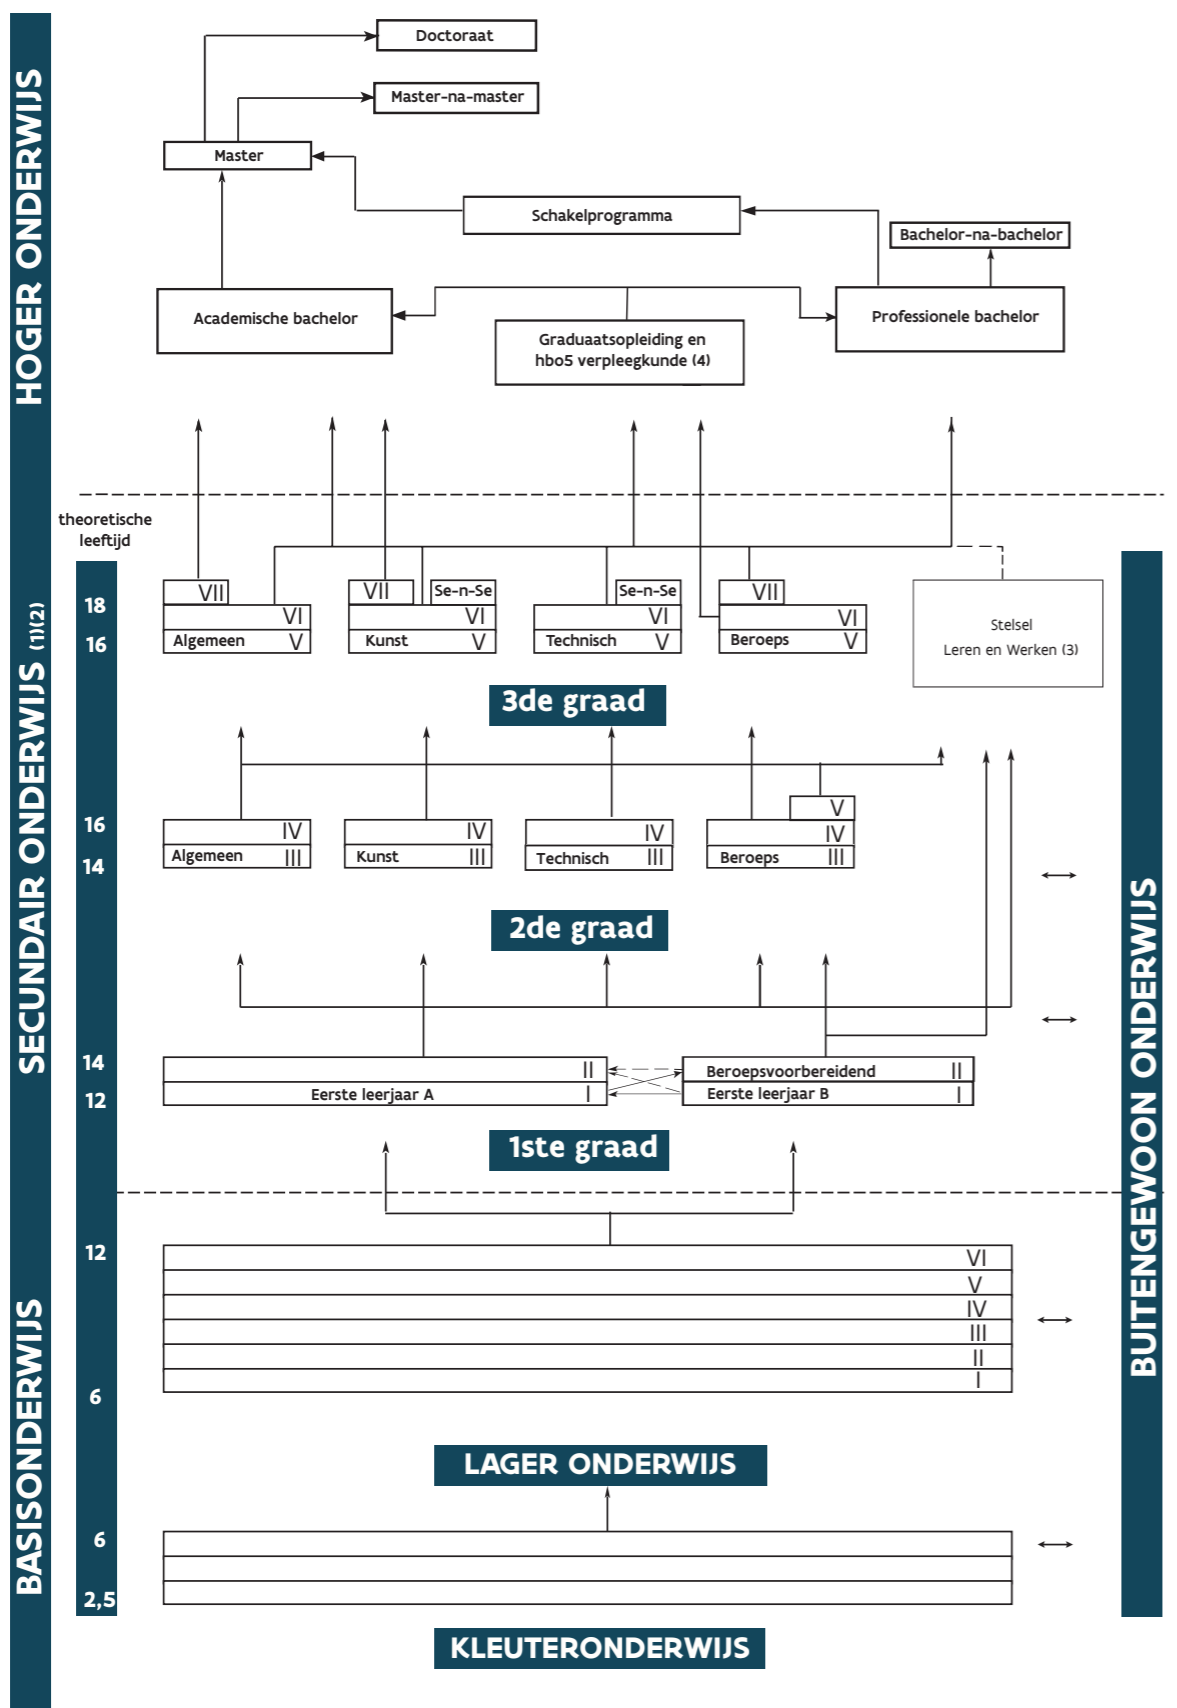 HOGER ONDERWIJS
Doctoraat
Master-na-master
Master
Schakelprogramma
Bachelor-na-bachelor
Academische bachelor
Professionele bachelor
Graduaatsopleiding en
hbo5 verpleegkunde (4)
theoretische
leeftijd
SECUNDAIR ONDERWIJS (1)(2)
BUITENGEWOON ONDERWIJS
VII
VII
Se-n-Se
Se-n-Se
VII
18
VI
VI
VI
VI
16
Algemeen V
Kunst V
Technisch V
Beroeps V
Stelsel
Leren en Werken (3)
3de graad
V
16
IV
IV
IV
IV
14
Algemeen III
Kunst III
Technisch III
Beroeps III
2de graad
14
II
Beroepsvoorbereidend II
12
Eerste leerjaar A I
Eerste leerjaar B I
1ste graad
BASISONDERWIJS
12
VI
V
IV
III
II
I
6
LAGER ONDERWIJS
6
2,5
KLEUTERONDERWIJS